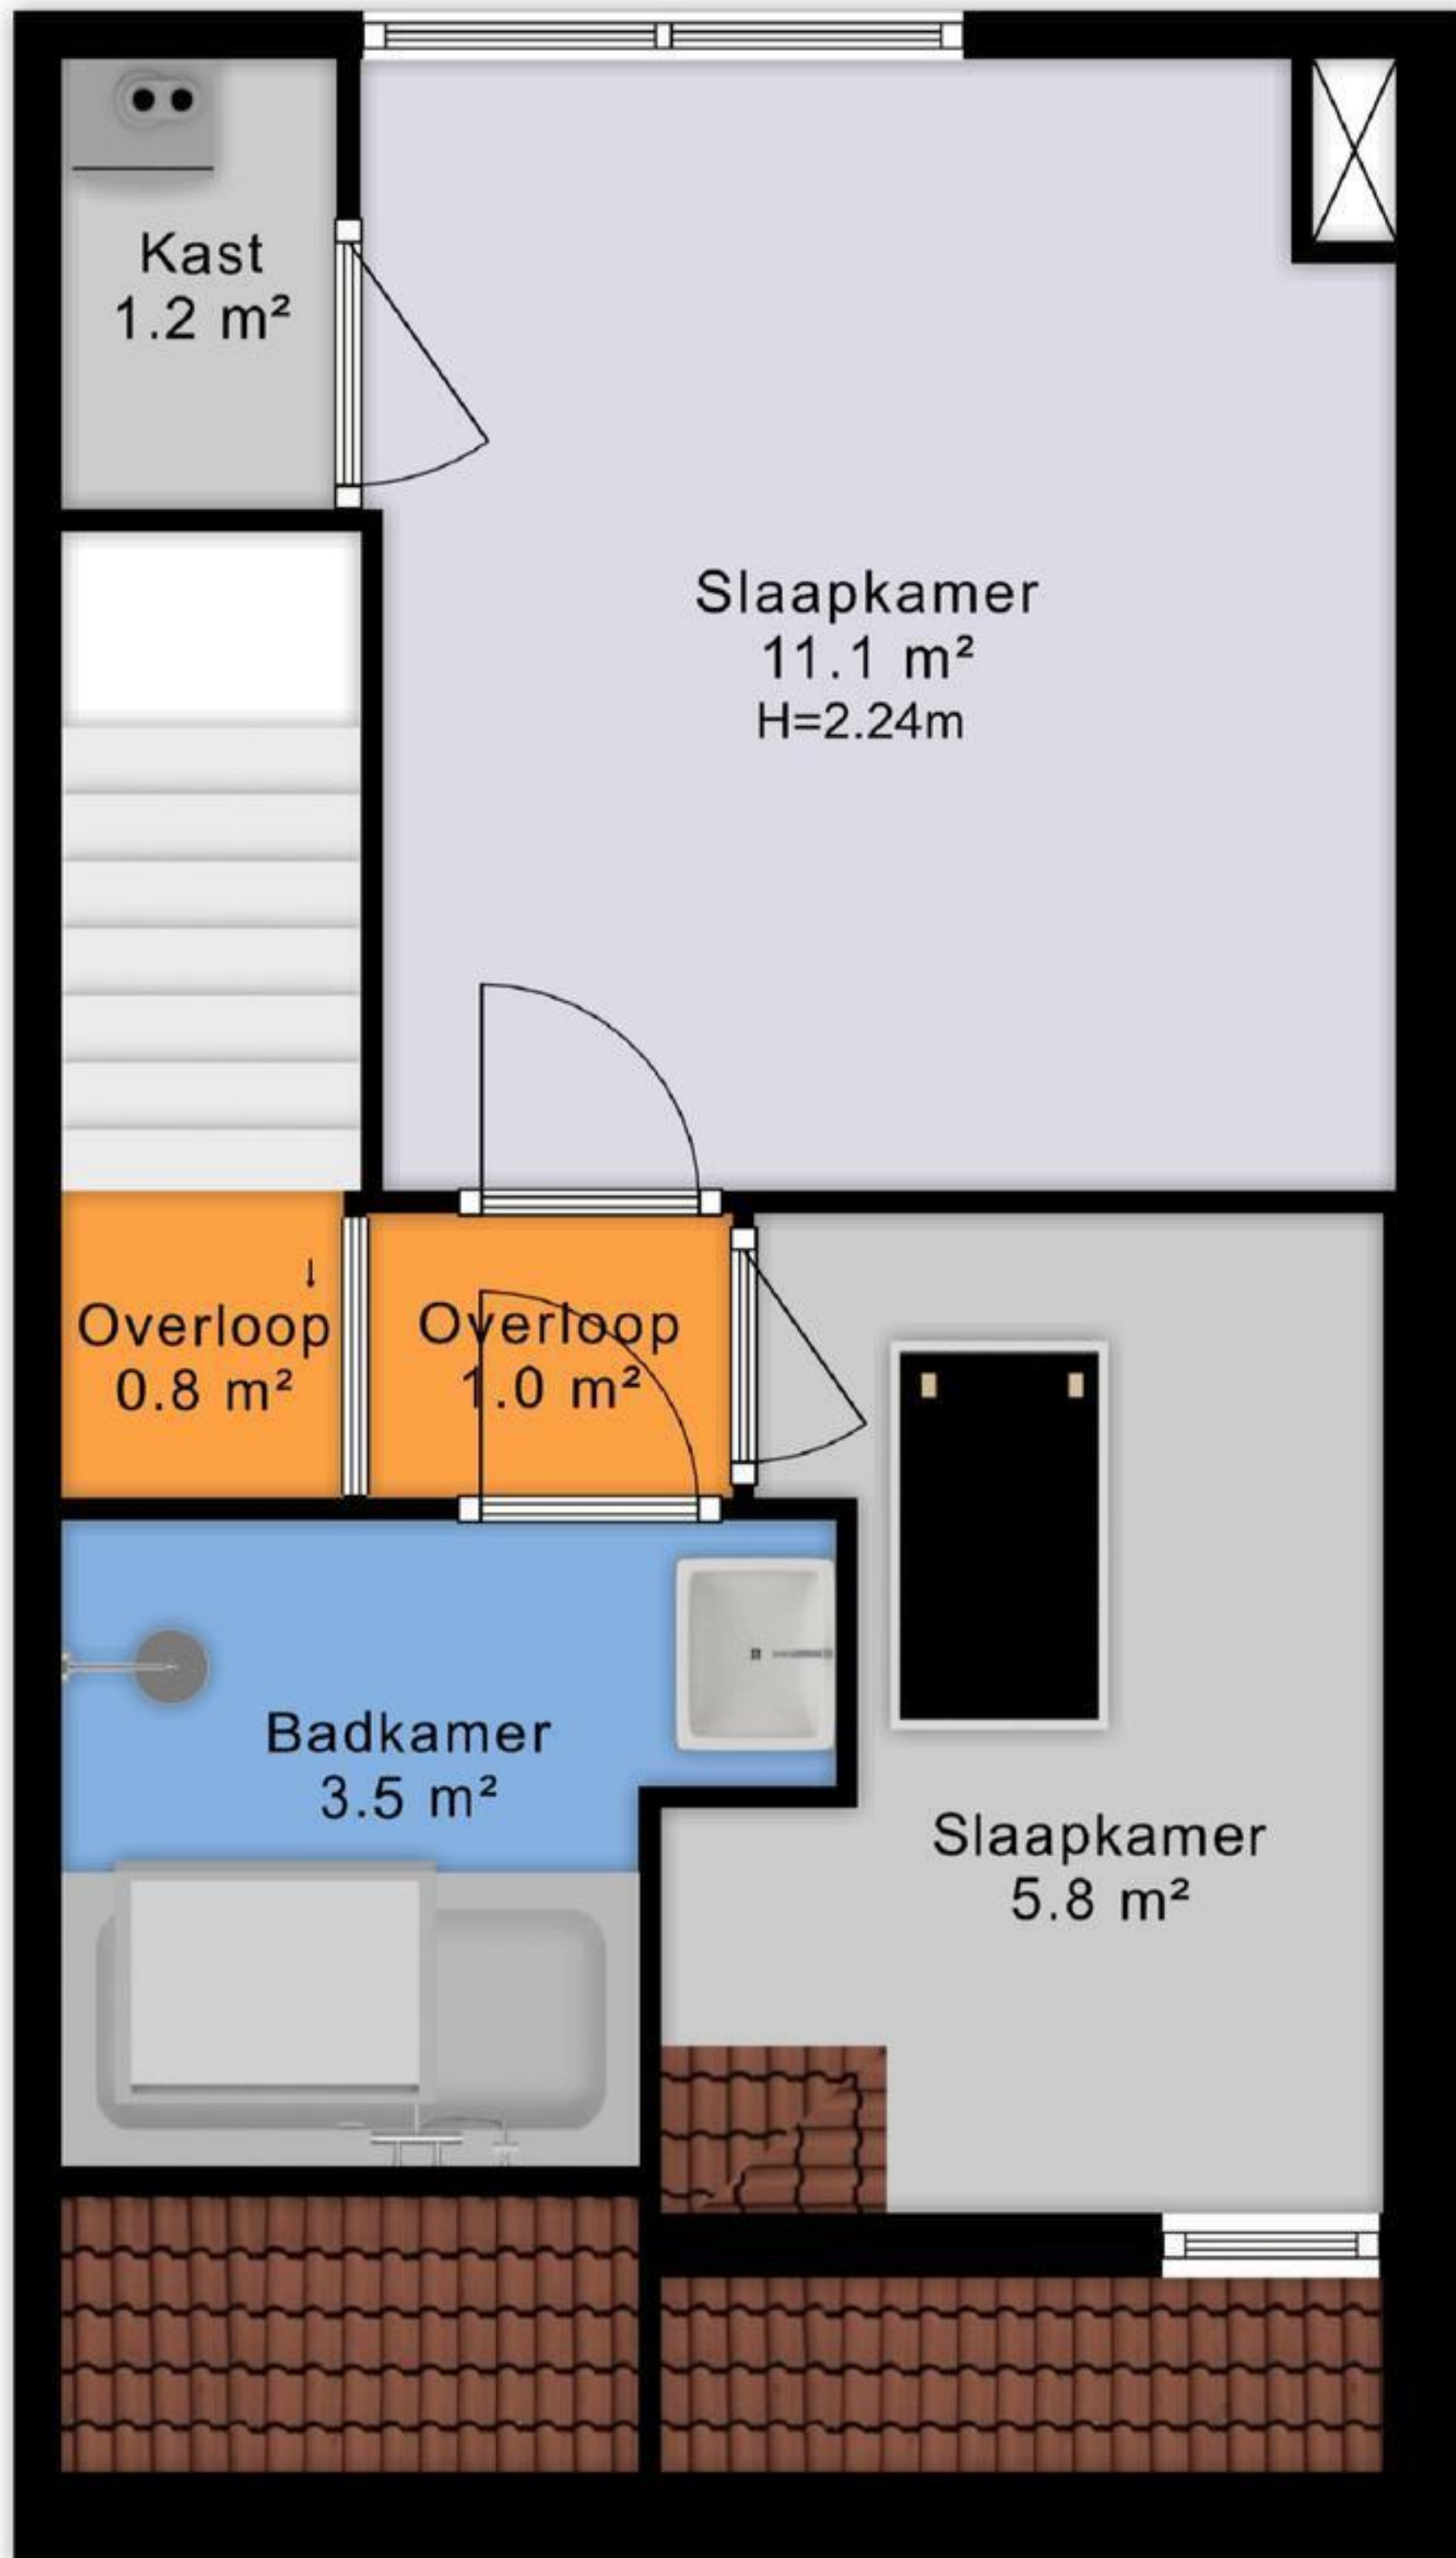 Kast
1.2 m²
Slaapkamer
11.1 m²
H=2.24m
Overloop
0.8 m²
Overloop
1.0 m²
Badkamer
3.5 m²
Slaapkamer
5.8 m²